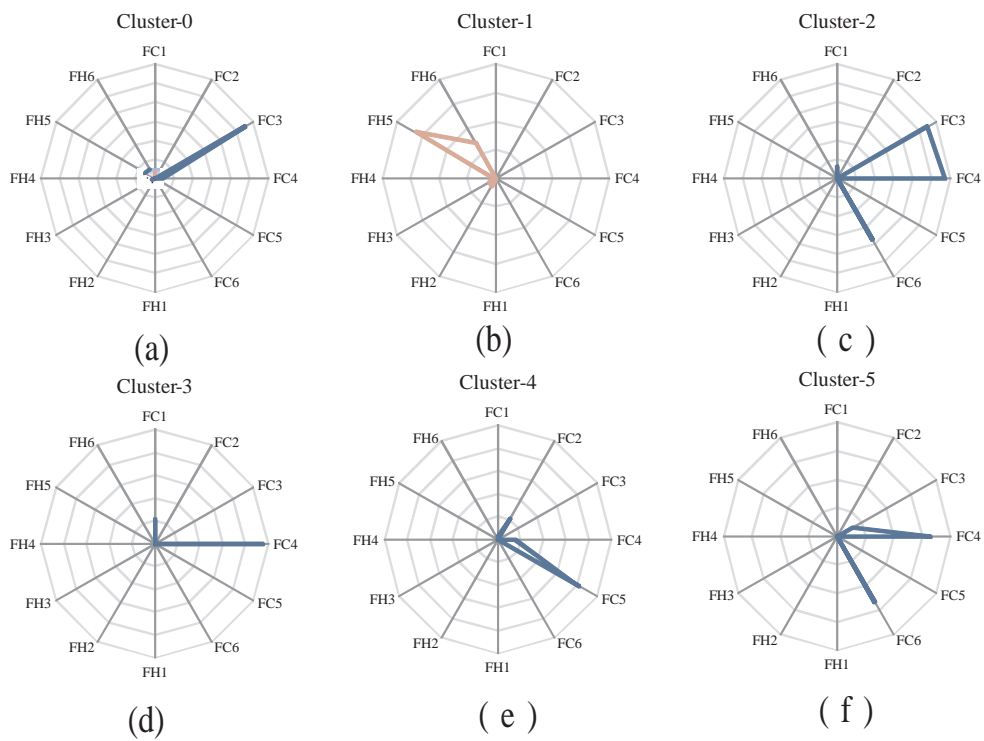 Cluster-0
FC1
FH6
FC2
FH5
FC3
FH4
FC4
FH3
FC5
FH2
FC6
FH1
(a)
Cluster-1
FC1
FH6
FC2
FH5
FC3
FH4
FC4
FH3
FC5
FH2
FC6
FH1
(b)
Cluster-2
FC1
FH6
FC2
FH5
FC3
FH4
FC4
FH3
FC5
FH2
FC6
FH1
( c )
Cluster-3
FC1
FH6
FC2
FH5
FC3
FH4
FC4
FH3
FC5
FH2
FC6
FH1
(d)
Cluster-4
FC1
FH6
FC2
FH5
FC3
FH4
FC4
FH3
FC5
FH2
FC6
FH1
( e )
Cluster-5
FC1
FH6
FC2
FH5
FC3
FH4
FC4
FH3
FC5
FH2
FC6
FH1
( f )